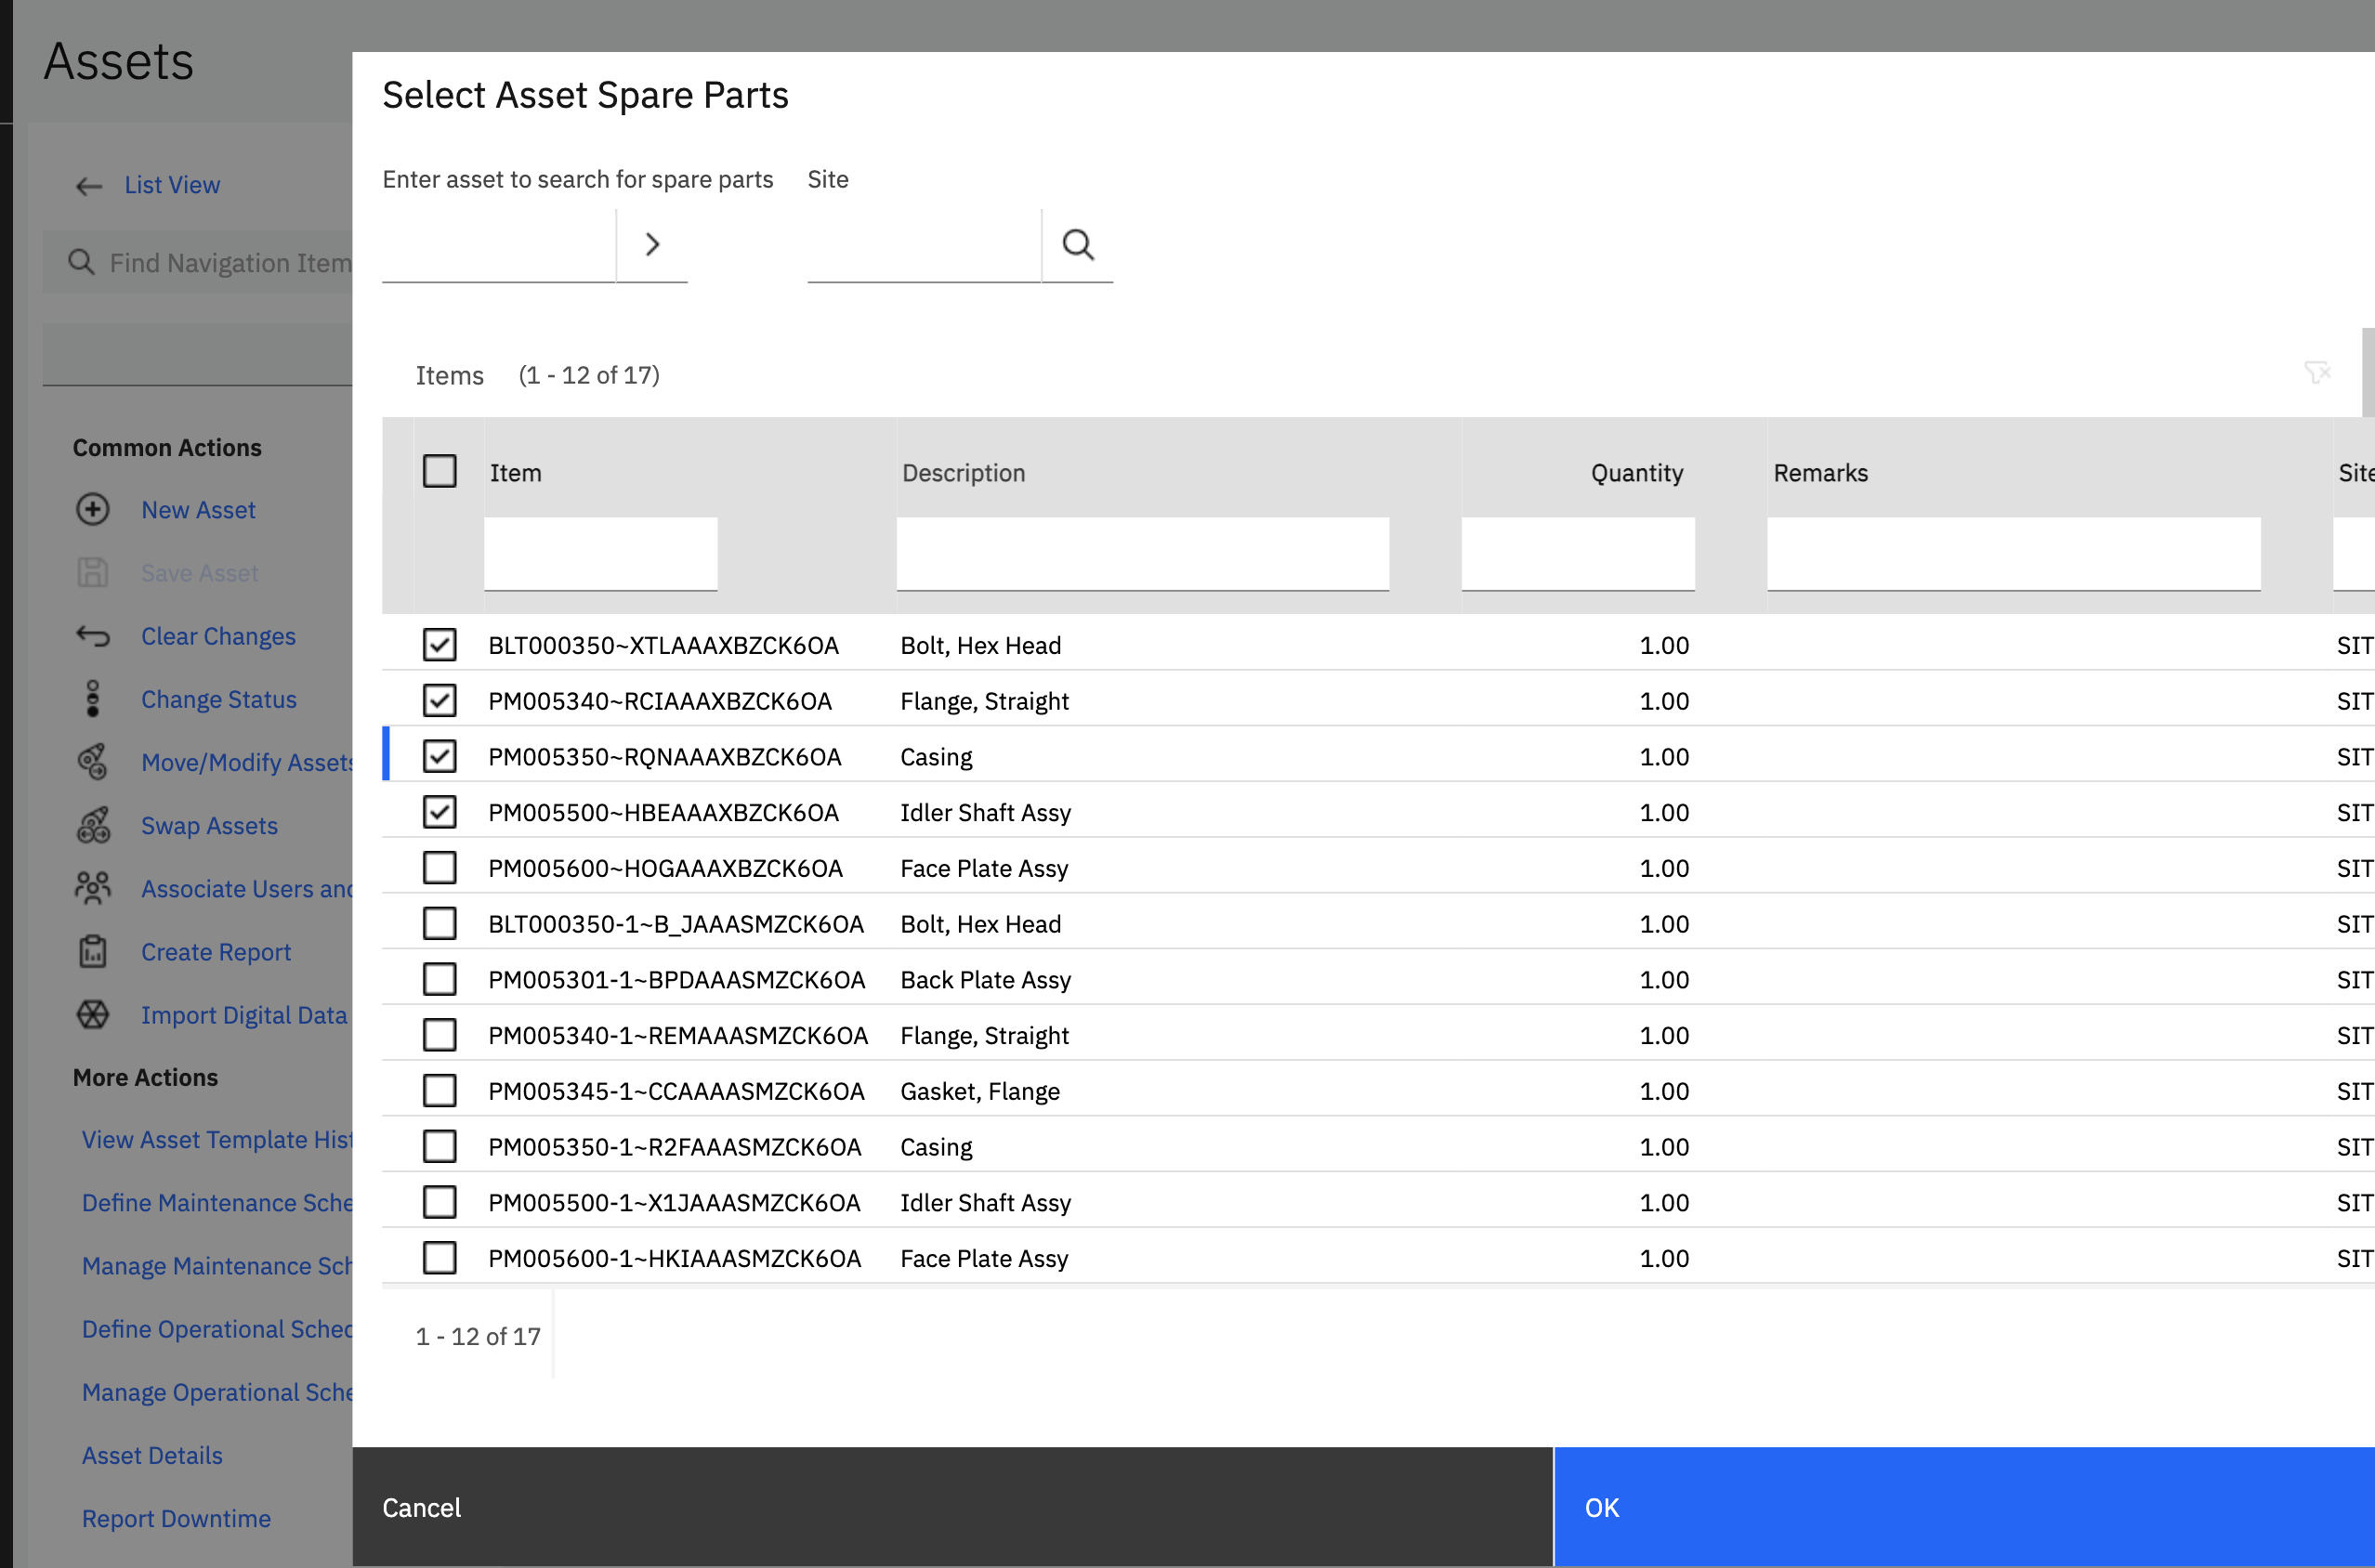 Assets
List View
Find Navigation Item
Common Actions
New Asset
Save Asset
Clear Changes
Change Status
Move/Modify Assets
Swap Assets
Associate Users and
Create Report
Import Digital Data
More Actions
View Asset Template Hist
Define Maintenance Sche
Manage Maintenance Sch
Define Operational Sched
Manage Operational Sche
Asset Details
Report Downtime
Select Asset Spare Parts
Enter asset to search for spare parts Site
Items (1 - 12 of 17)
Item Description Quantity Remarks Site
BLT000350~XTLAAAXBZCK6OA Bolt, Hex Head 1.00 SIT
PM005340~RCIAAAXBZCK6OA Flange, Straight 1.00 SIT
PM005350~RQNAAAXBZCK6OA Casing 1.00 SIT
PM005500~HBEAAAXBZCK6OA Idler Shaft Assy 1.00 SIT
PM005600~HOGAAAXBZCK6OA Face Plate Assy 1.00 SIT
BLT000350-1~B_JAAASMZCK6OA Bolt, Hex Head 1.00 SIT
PM005301-1~BPDAAASMZCK6OA Back Plate Assy 1.00 SIT
PM005340-1~REMAAASMZCK6OA Flange, Straight 1.00 SIT
PM005345-1~CCAAAASMZCK6OA Gasket, Flange 1.00 SIT
PM005350-1~R2FAAASMZCK6OA Casing 1.00 SIT
PM005500-1~X1JAAASMZCK6OA Idler Shaft Assy 1.00 SIT
PM005600-1~HKIAAASMZCK6OA Face Plate Assy 1.00 SIT
1 - 12 of 17
Cancel OK